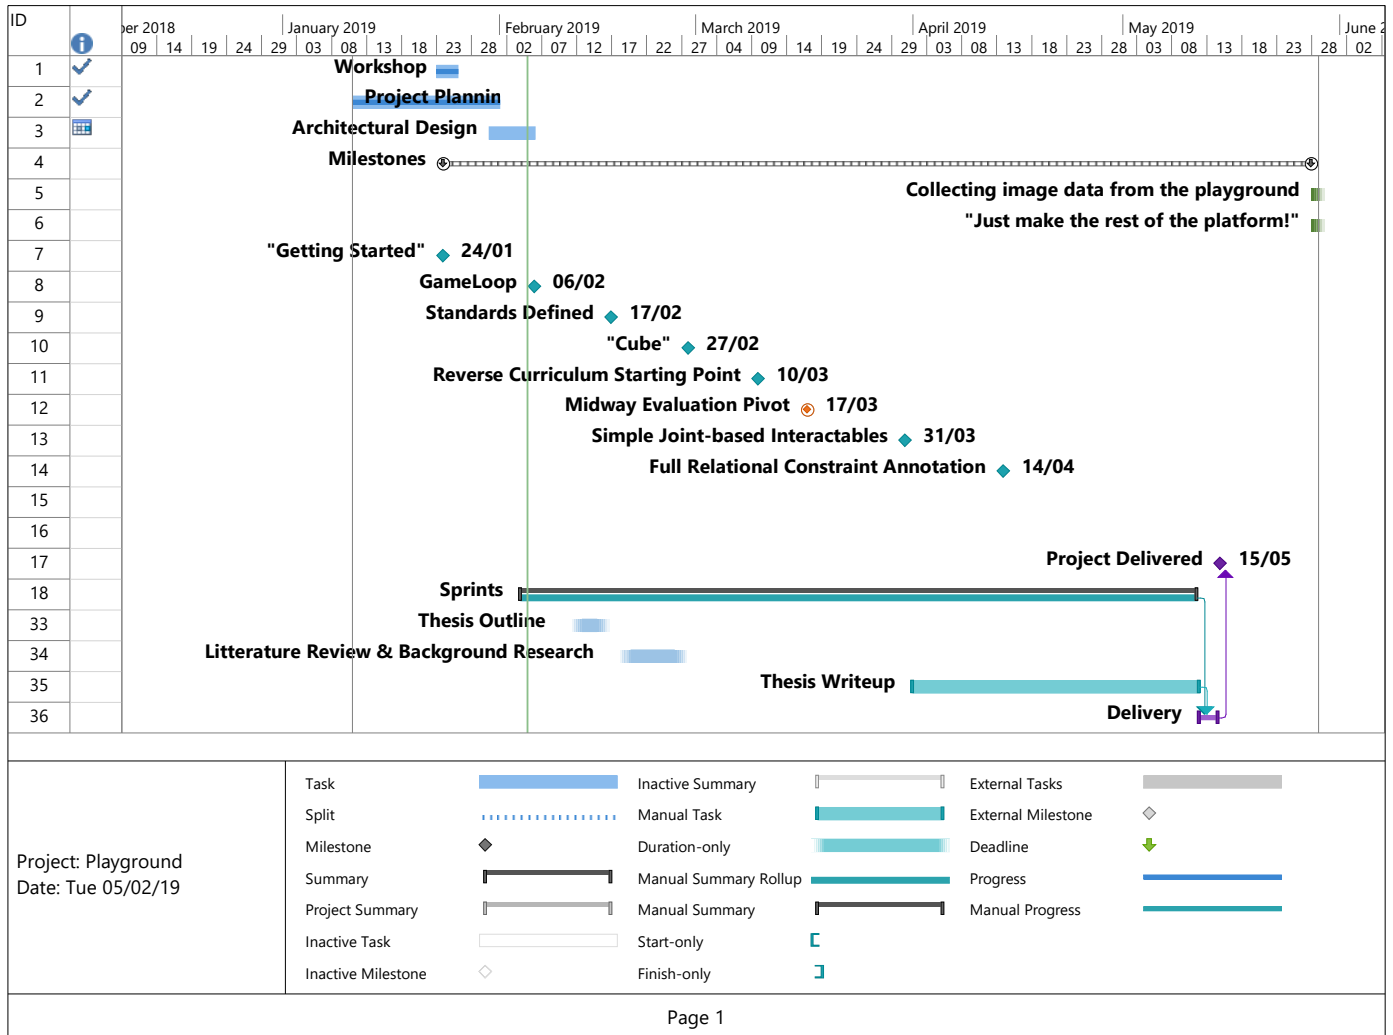 ID
ber 2018 January 2019 February 2019 March 2019 April 2019 May 2019 June 2
09 14 19 24 29 03 08 13 18 23 28 02 07 12 17 22 27 04 09 14 19 24 29 03 08 13 18 23 28 03 08 13 18 23 28 02
1 Workshop
2 Project Plannin
3 Architectural Design
4 Milestones
5 Collecting image data from the playground
6 "Just make the rest of the platform!"
7 "Getting Started" 24/01
8 GameLoop 06/02
9 Standards Defined 17/02
10 "Cube" 27/02
11 Reverse Curriculum Starting Point 10/03
12 Midway Evaluation Pivot 17/03
13 Simple Joint-based Interactables 31/03
14 Full Relational Constraint Annotation 14/04
15
16
17 Project Delivered 15/05
18 Sprints
33 Thesis Outline
34 Litterature Review & Background Research
35 Thesis Writeup
36 Delivery
Project: Playground
Date: Tue 05/02/19
Task Inactive Summary External Tasks
Split Manual Task External Milestone
Milestone Duration-only Deadline
Summary Manual Summary Rollup Progress
Project Summary Manual Summary Manual Progress
Inactive Task Start-only
Inactive Milestone Finish-only
Page 1